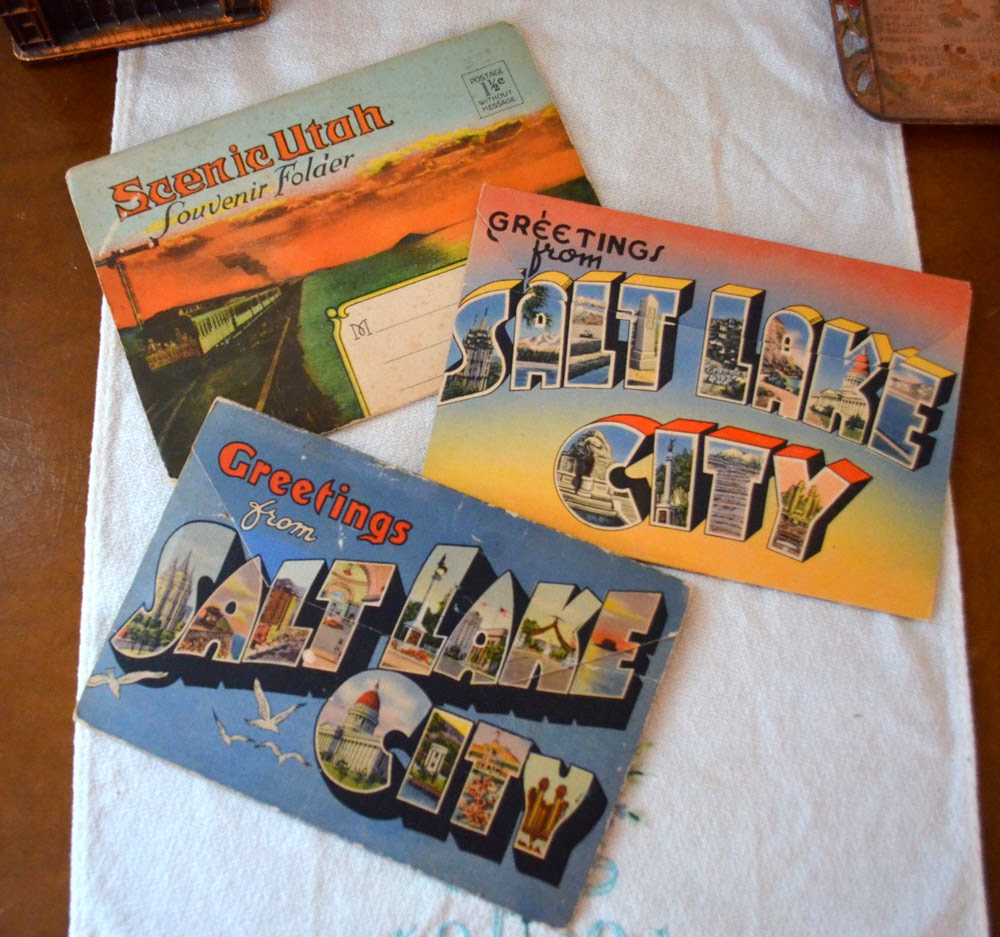 Scenic Utah
Souvenir Folder
POSTAGE
1½c
WITHOUT
MESSAGE
M
GREETINGS
from
SALT LAKE
CITY
Greetings
from
SALT LAKE
CITY